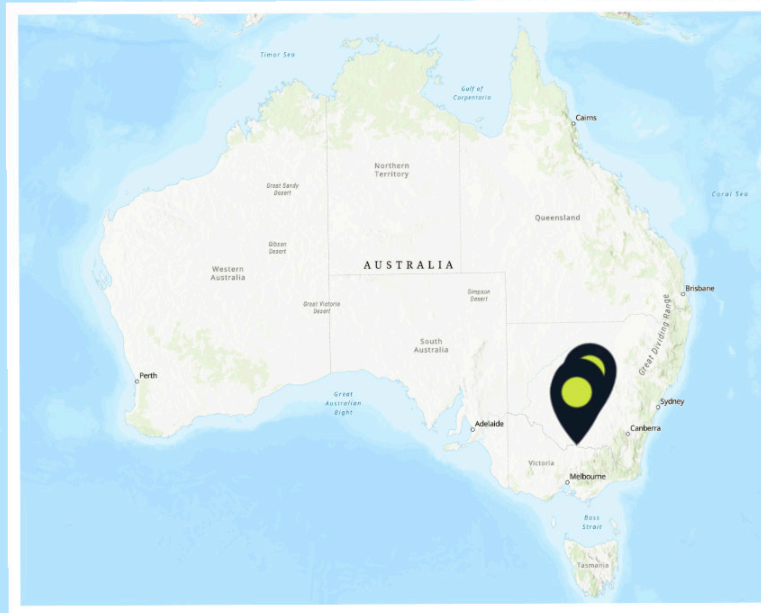 Timor Sea
Gulf of
Carpentaria
Cairns
Northern
Territory
Great Sandy
Desert
Coral Sea
Queensland
Gibson
Desert
AUSTRALIA
Western
Australia
Simpson
Desert
Brisbane
Great Victoria
Desert
Great Dividing Range
South
Australia
Perth
Great
Australian
Bight
Sydney
Adelaide
Canberra
Victoria
Melbourne
Bass
Strait
Tasmania